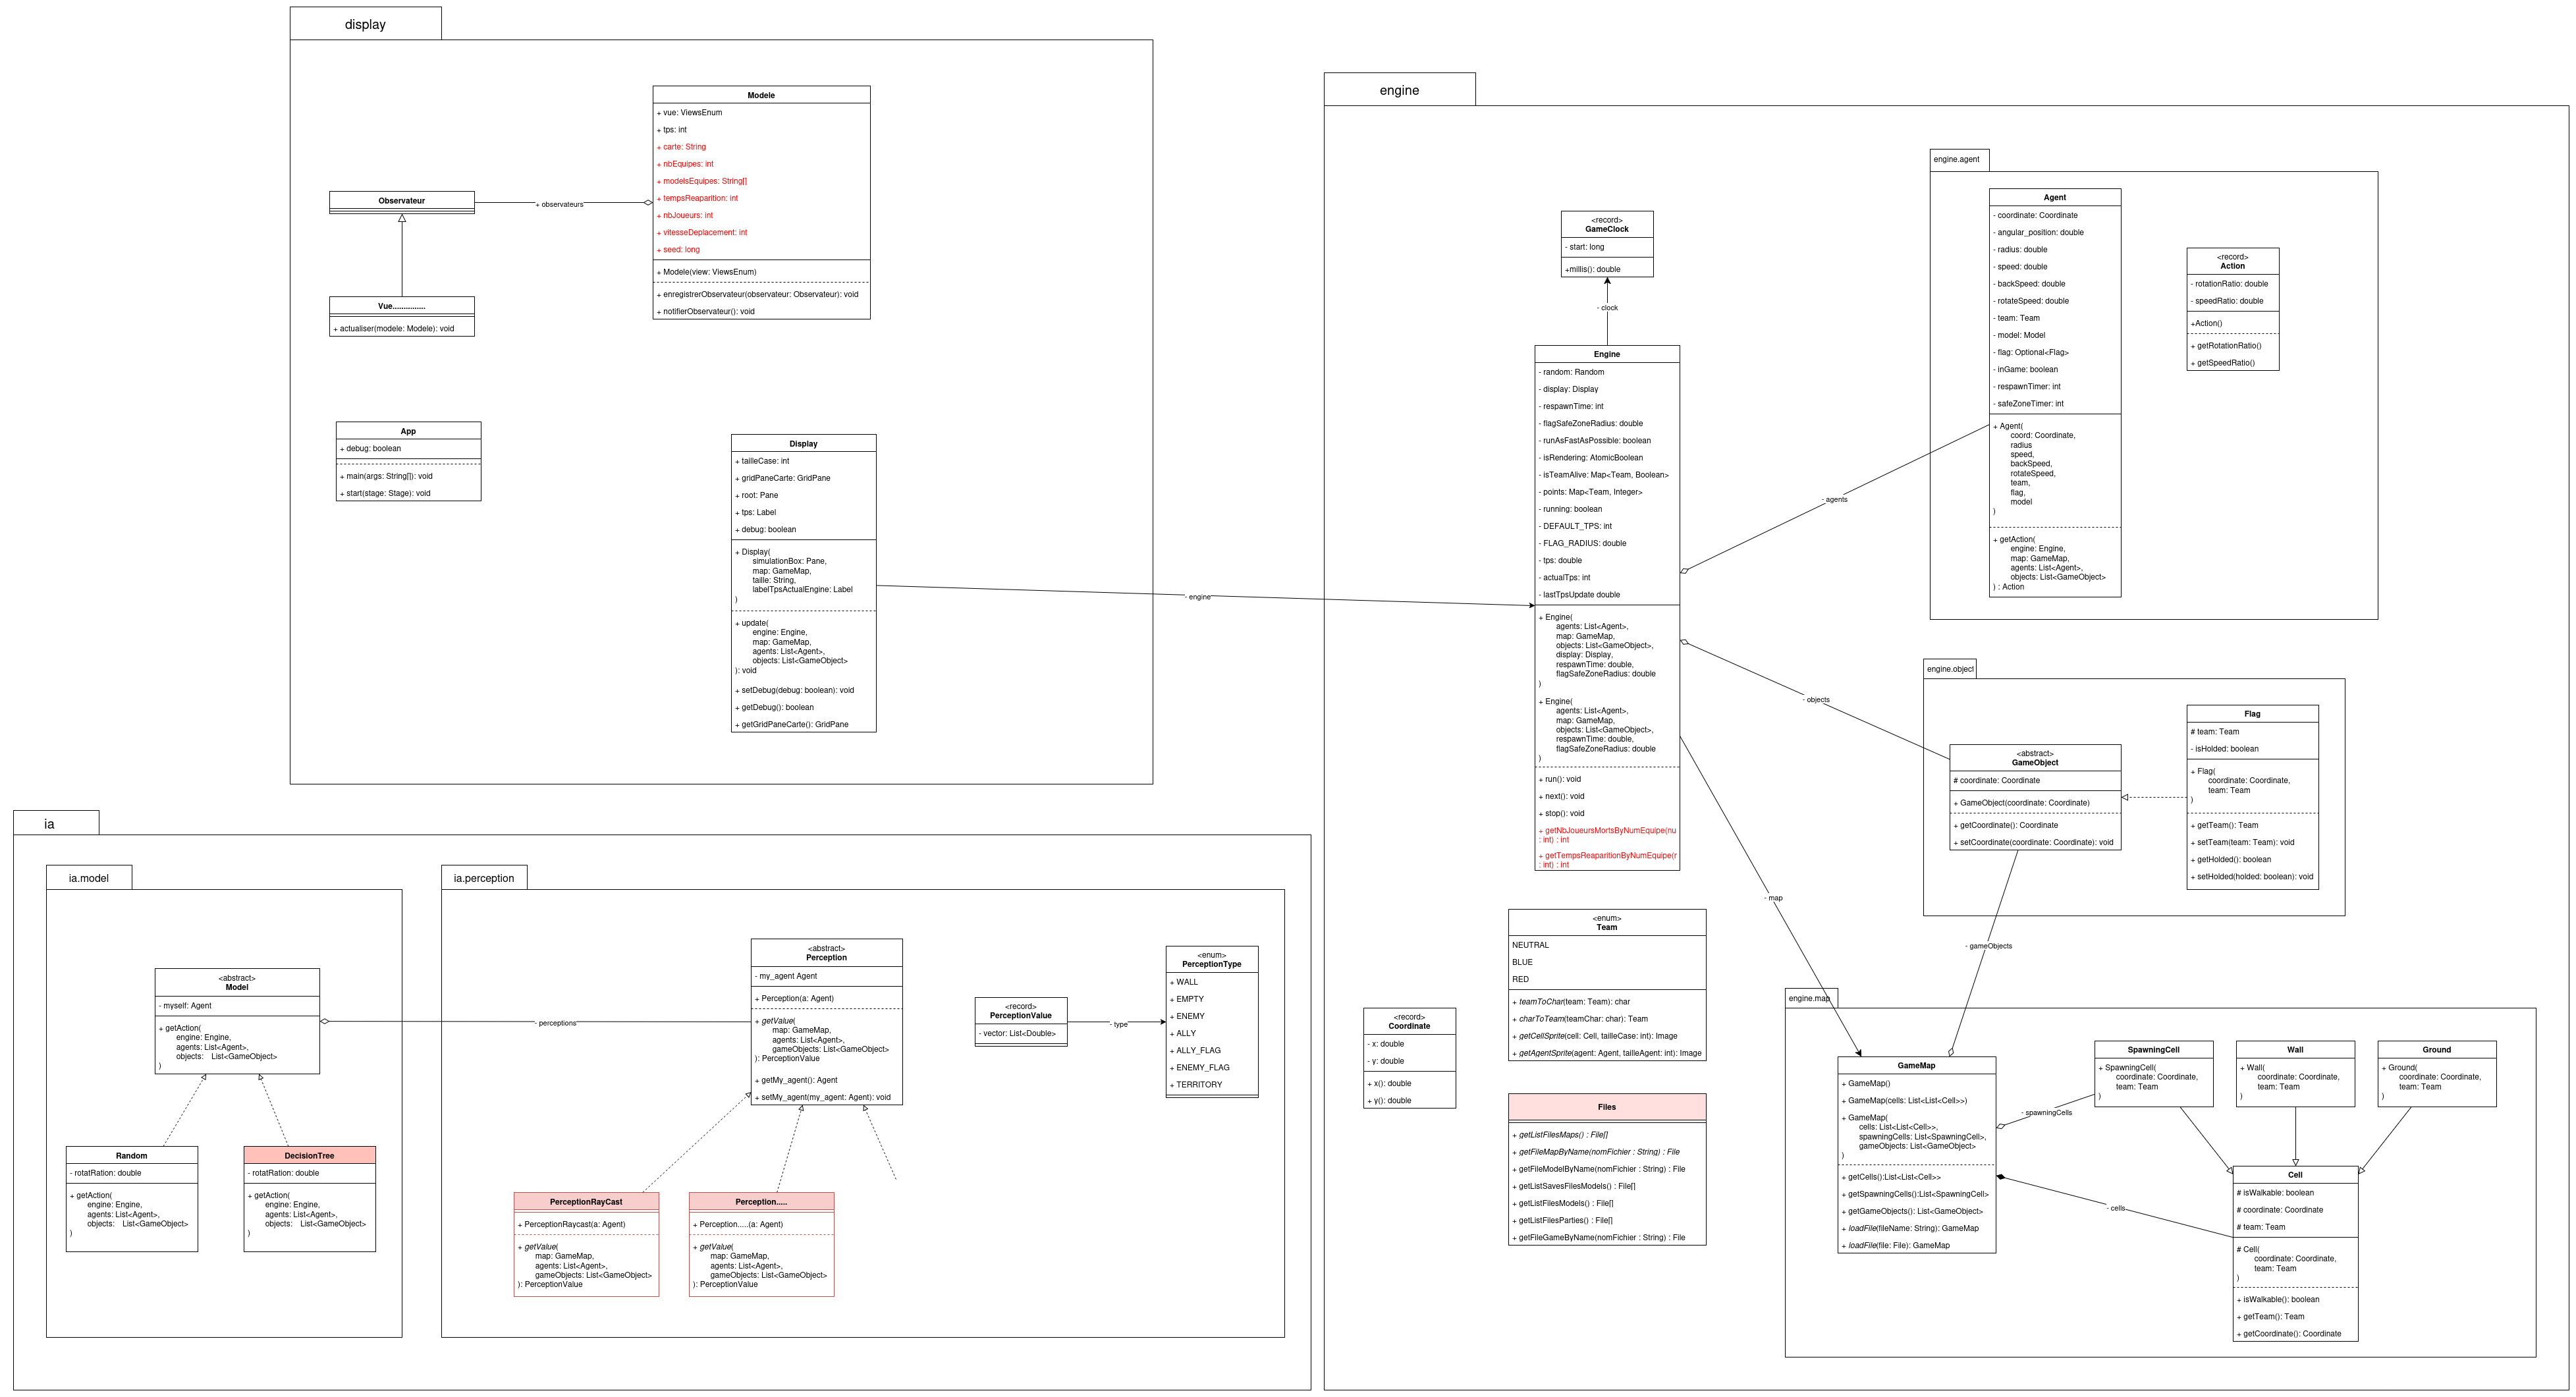 display
Modele
+ vue: ViewsEnum
+ tps: int
+ carte: String
+ nbEquipes: int
+ modelsEquipes: String[]
+ tempsReaparition: int
+ nbJoueurs: int
+ vitesseDeplacement: int
+ seed: long
+ Modele(view: ViewsEnum)
+ enregistrerObservateur(observateur: Observateur): void
+ notifierObservateur(): void
Observateur
+ observateurs
Vue...............
+ actualiser(modele: Modele): void
App
+ debug: boolean
+ main(args: String[]): void
+ start(stage: Stage): void
Display
+ tailleCase: int
+ gridPaneCarte: GridPane
+ root: Pane
+ tps: Label
+ debug: boolean
+ Display(
simulationBox: Pane,
map: GameMap,
taille: String,
labelTpsActualEngine: Label
)
+ update(
engine: Engine,
map: GameMap,
agents: List<Agent>,
objects: List<GameObject>
): void
+ setDebug(debug: boolean): void
+ getDebug(): boolean
+ getGridPaneCarte(): GridPane
- engine
engine
<record>
GameClock
- start: long
+millis(): double
- clock
Engine
- random: Random
- display: Display
- respawnTime: int
- flagSafeZoneRadius: double
- runAsFastAsPossible: boolean
- isRendering: AtomicBoolean
- isTeamAlive: Map<Team, Boolean>
- points: Map<Team, Integer>
- running: boolean
- DEFAULT_TPS: int
- FLAG_RADIUS: double
- tps: double
- actualTps: int
- lastTpsUpdate double
+ Engine(
agents: List<Agent>,
map: GameMap,
objects: List<GameObject>,
display: Display,
respawnTime: double,
flagSafeZoneRadius: double
)
+ Engine(
agents: List<Agent>,
map: GameMap,
objects: List<GameObject>,
respawnTime: double,
flagSafeZoneRadius: double
)
+ run(): void
+ next(): void
+ stop(): void
+ getNbJoueursMortsByNumEquipe(nu
: int) : int
+ getTempsReaparitionByNumEquipe(r
: int) : int
- agents
- objects
- map
engine.agent
Agent
- coordinate: Coordinate
- angular_position: double
- radius: double
- speed: double
- backSpeed: double
- rotateSpeed: double
- team: Team
- model: Model
- flag: Optional<Flag>
- inGame: boolean
- respawnTimer: int
- safeZoneTimer: int
+ Agent(
coord: Coordinate,
radius
speed,
backSpeed,
rotateSpeed,
team,
flag,
model
)
+ getAction(
engine: Engine,
map: GameMap,
agents: List<Agent>,
objects: List<GameObject>
) : Action
<record>
Action
- rotationRatio: double
- speedRatio: double
+Action()
+ getRotationRatio()
+ getSpeedRatio()
engine.object
<abstract>
GameObject
# coordinate: Coordinate
+ GameObject(coordinate: Coordinate)
+ getCoordinate(): Coordinate
+ setCoordinate(coordinate: Coordinate): void
Flag
# team: Team
- isHolded: boolean
+ Flag(
coordinate: Coordinate,
team: Team
)
+ getTeam(): Team
+ setTeam(team: Team): void
+ getHolded(): boolean
+ setHolded(holded: boolean): void
- gameObjects
<enum>
Team
NEUTRAL
BLUE
RED
+ teamToChar(team: Team): char
+ charToTeam(teamChar: char): Team
+ getCellSprite(cell: Cell, tailleCase: int): Image
+ getAgentSprite(agent: Agent, tailleAgent: int): Image
<record>
Coordinate
- x: double
- y: double
+ x(): double
+ y(): double
Files
+ getListFilesMaps() : File[]
+ getFileMapByName(nomFichier : String) : File
+ getFileModelByName(nomFichier : String) : File
+ getListSavesFilesModels() : File[]
+ getListFilesModels() : File[]
+ getListFilesParties() : File[]
+ getFileGameByName(nomFichier : String) : File
engine.map
GameMap
+ GameMap()
+ GameMap(cells: List<List<Cell>>)
+ GameMap(
cells: List<List<Cell>>,
spawningCells: List<SpawningCell>,
gameObjects: List<GameObject>
)
+ getCells():List<List<Cell>>
+ getSpawningCells():List<SpawningCell>
+ getGameObjects(): List<GameObject>
+ loadFile(fileName: String): GameMap
+ loadFile(file: File): GameMap
- spawningCells
- cells
SpawningCell
+ SpawningCell(
coordinate: Coordinate,
team: Team
)
Wall
+ Wall(
coordinate: Coordinate,
team: Team
)
Ground
+ Ground(
coordinate: Coordinate,
team: Team
)
Cell
# isWalkable: boolean
# coordinate: Coordinate
# team: Team
# Cell(
coordinate: Coordinate,
team: Team
)
+ isWalkable(): boolean
+ getTeam(): Team
+ getCoordinate(): Coordinate
ia
ia.model
<abstract>
Model
- myself: Agent
+ getAction(
engine: Engine,
agents: List<Agent>,
objects: List<GameObject>
)
Random
- rotatRation: double
+ getAction(
engine: Engine,
agents: List<Agent>,
objects: List<GameObject>
)
DecisionTree
- rotatRation: double
+ getAction(
engine: Engine,
agents: List<Agent>,
objects: List<GameObject>
)
- perceptions
ia.perception
<abstract>
Perception
- my_agent Agent
+ Perception(a: Agent)
+ getValue(
map: GameMap,
agents: List<Agent>,
gameObjects: List<GameObject>
): PerceptionValue
+ getMy_agent(): Agent
+ setMy_agent(my_agent: Agent): void
<record>
PerceptionValue
- vector: List<Double>
- type
<enum>
PerceptionType
+ WALL
+ EMPTY
+ ENEMY
+ ALLY
+ ALLY_FLAG
+ ENEMY_FLAG
+ TERRITORY
PerceptionRayCast
+ PerceptionRaycast(a: Agent)
+ getValue(
map: GameMap,
agents: List<Agent>,
gameObjects: List<GameObject>
): PerceptionValue
Perception.....
+ Perception.....(a: Agent)
+ getValue(
map: GameMap,
agents: List<Agent>,
gameObjects: List<GameObject>
): PerceptionValue